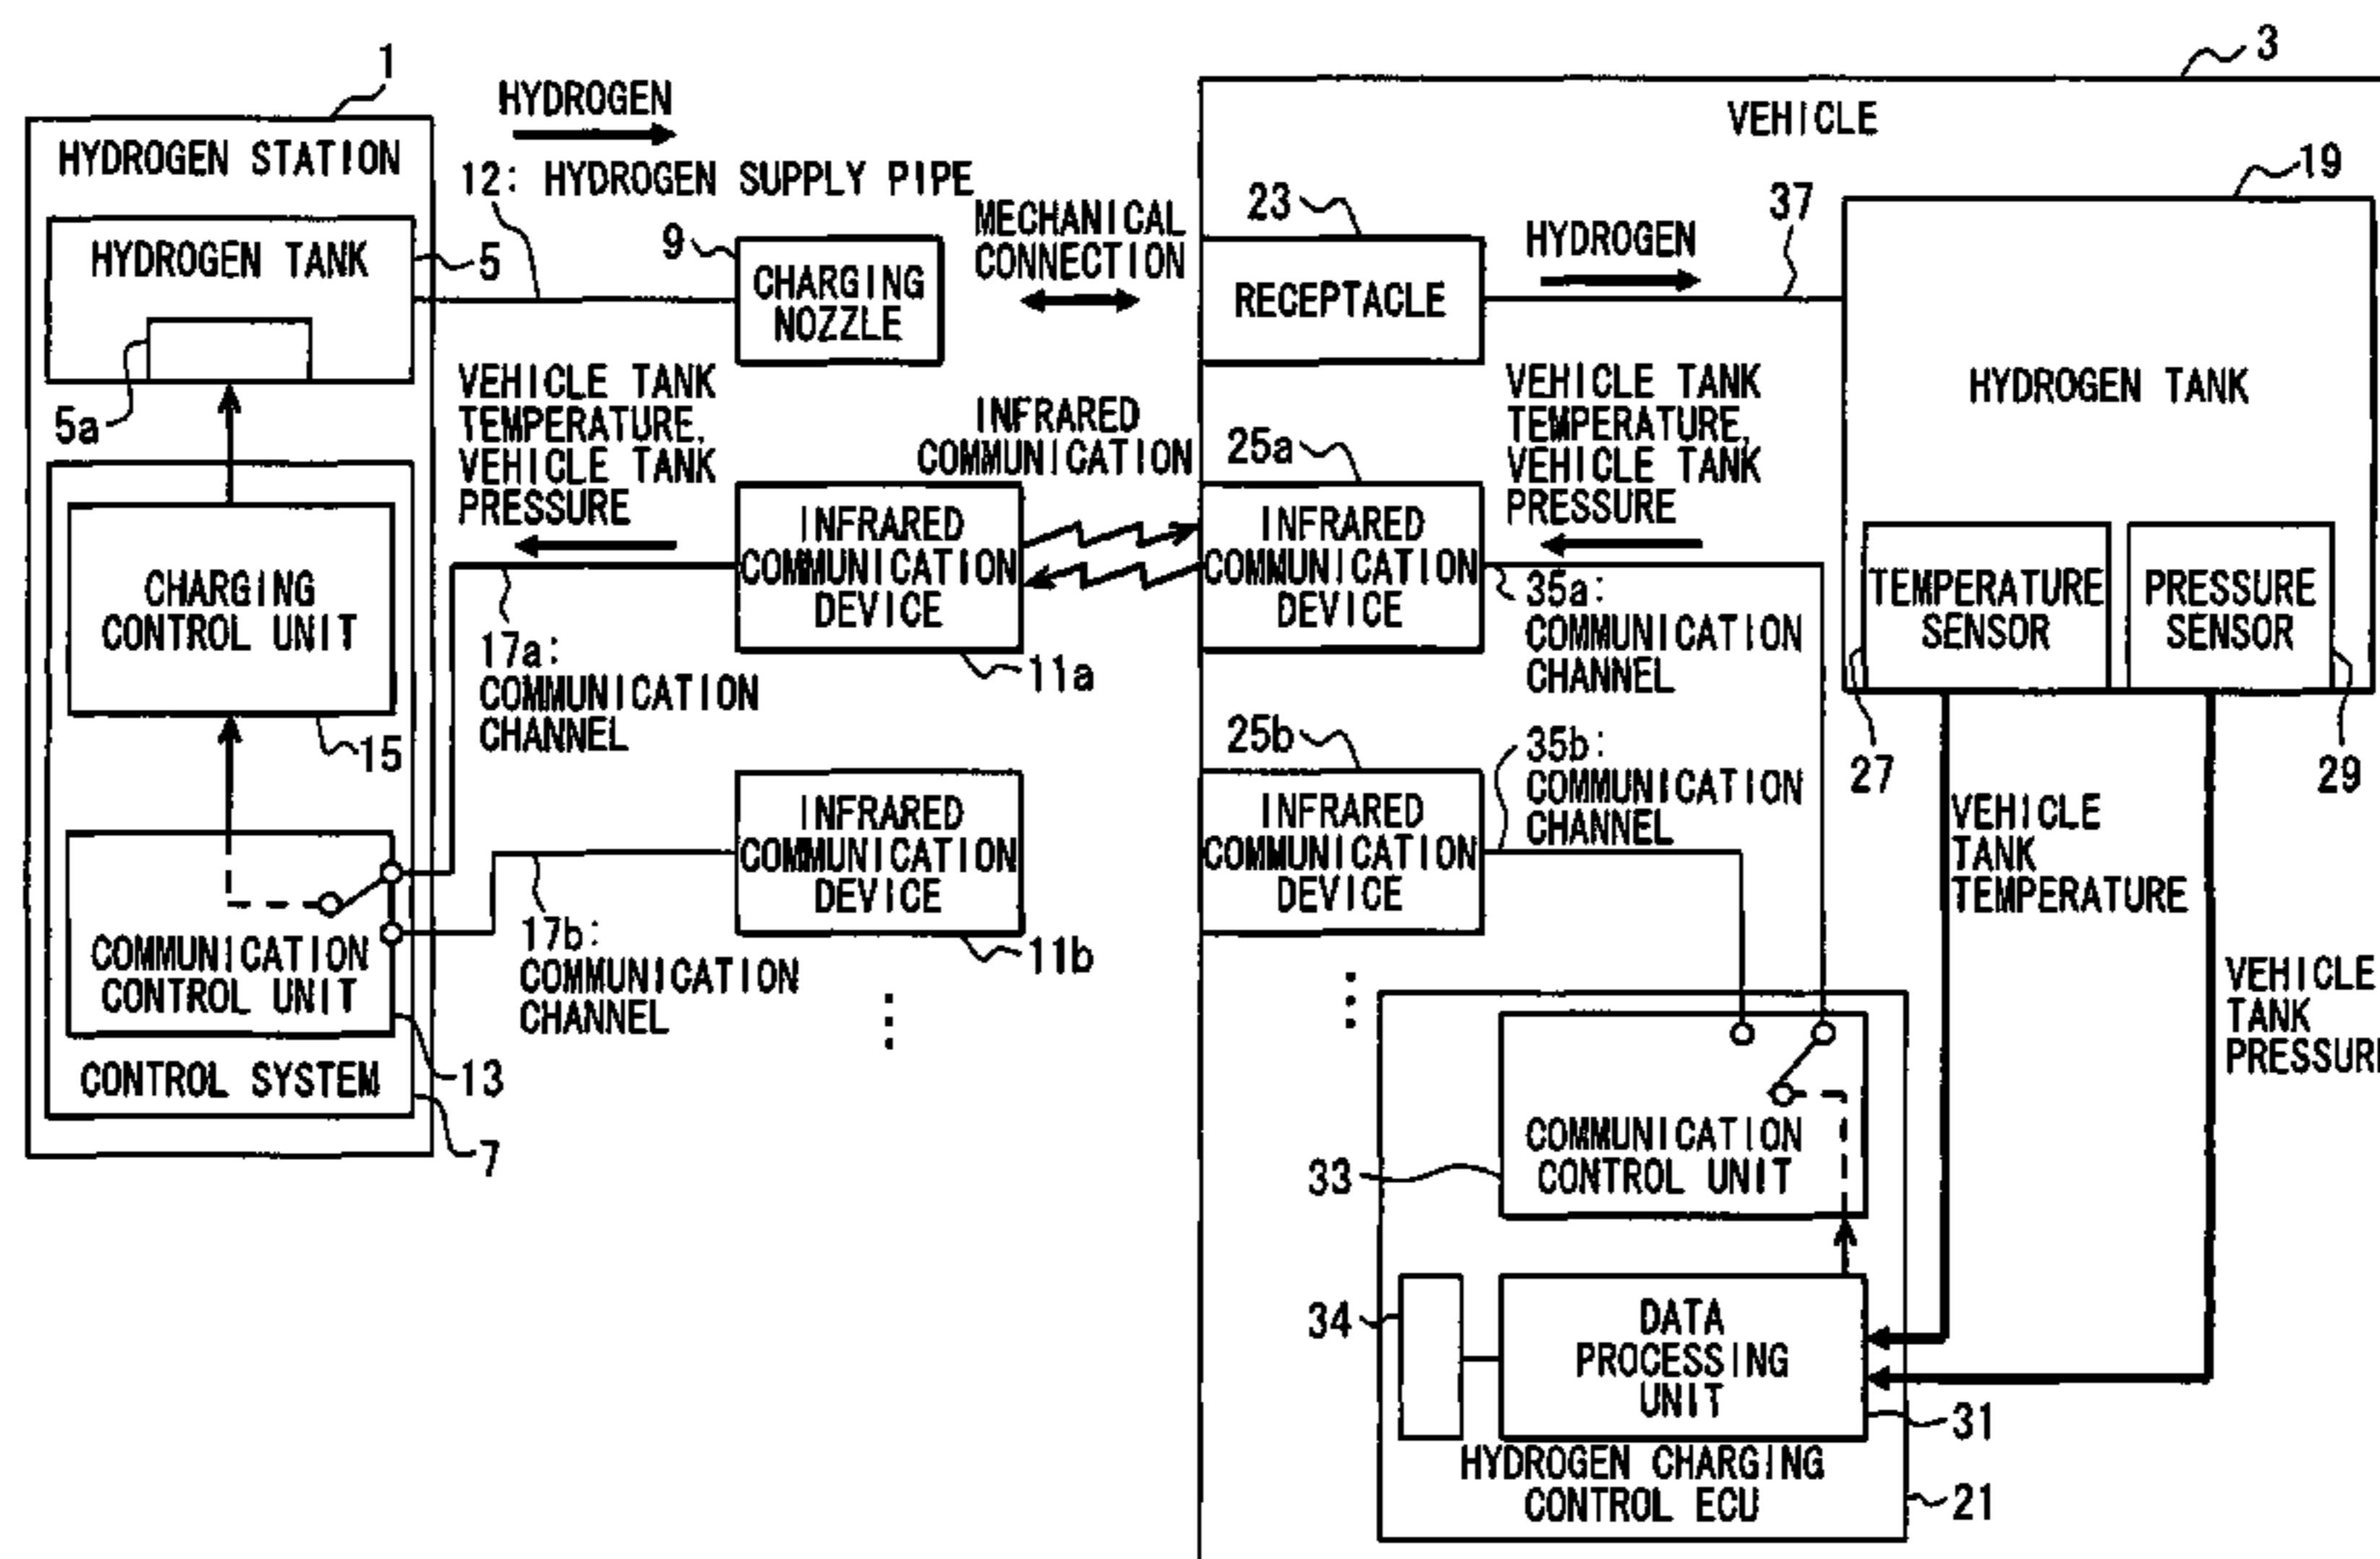 1
HYDROGEN STATION
HYDROGEN TANK
5
5a
CHARGING
CONTROL UNIT
15
COMMUNICATION
CONTROL UNIT
13
CONTROL SYSTEM
7
HYDROGEN
12: HYDROGEN SUPPLY PIPE
9
CHARGING
NOZZLE
MECHANICAL
CONNECTION
VEHICLE TANK
TEMPERATURE,
VEHICLE TANK
PRESSURE
INFRARED
COMMUNICATION
INFRARED
COMMUNICATION
DEVICE
11a
17a:
COMMUNICATION
CHANNEL
INFRARED
COMMUNICATION
DEVICE
11b
17b:
COMMUNICATION
CHANNEL
3
VEHICLE
23
RECEPTACLE
HYDROGEN
37
19
HYDROGEN TANK
25a
INFRARED
COMMUNICATION
DEVICE
VEHICLE TANK
TEMPERATURE,
VEHICLE TANK
PRESSURE
35a:
COMMUNICATION
CHANNEL
TEMPERATURE
SENSOR
27
PRESSURE
SENSOR
29
25b
INFRARED
COMMUNICATION
DEVICE
35b:
COMMUNICATION
CHANNEL
VEHICLE
TANK
TEMPERATURE
VEHICLE
TANK
PRESSURE
COMMUNICATION
CONTROL UNIT
33
34
DATA
PROCESSING
UNIT
31
HYDROGEN CHARGING
CONTROL ECU
21